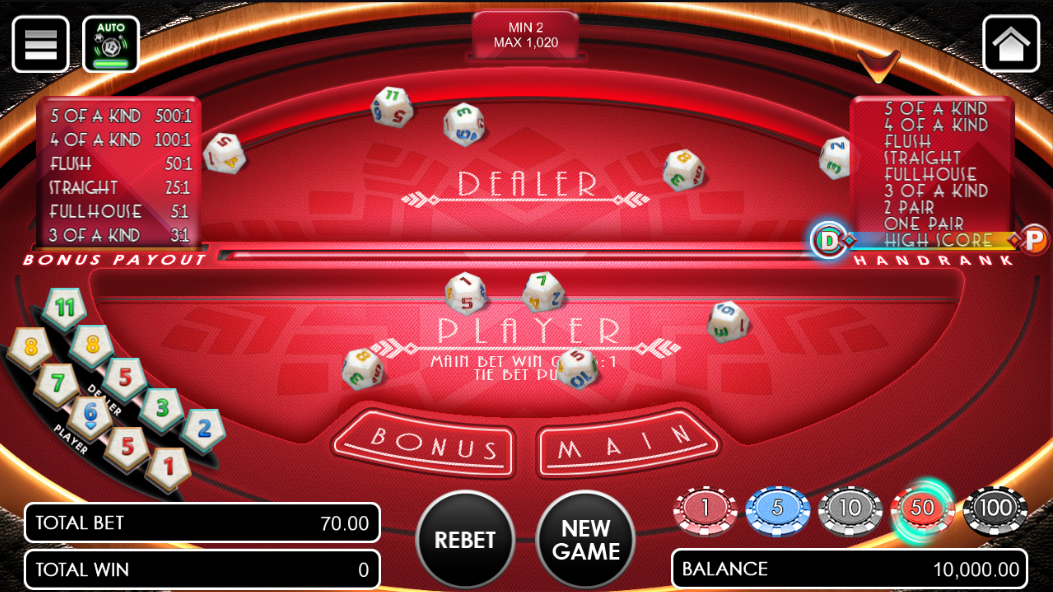 AUTO
MIN 2
MAX 1,020
5 OF A KIND 500:1
4 OF A KIND 100:1
FLUSH 50:1
STRAIGHT 25:1
FULLHOUSE 5:1
3 OF A KIND 3:1
BONUS PAYOUT
5 OF A KIND
4 OF A KIND
FLUSH
STRAIGHT
FULLHOUSE
3 OF A KIND
2 PAIR
ONE PAIR
HIGH SCORE
D
P
HANDRANK
DEALER
PLAYER
MAIN BET WIN
TIE BET
11
8
8
7
5
6
3
5
2
1
DEALER
PLAYER
BONUS
MAIN
TOTAL BET 70.00
TOTAL WIN 0
REBET
NEW GAME
1
5
10
50
100
BALANCE 10,000.00